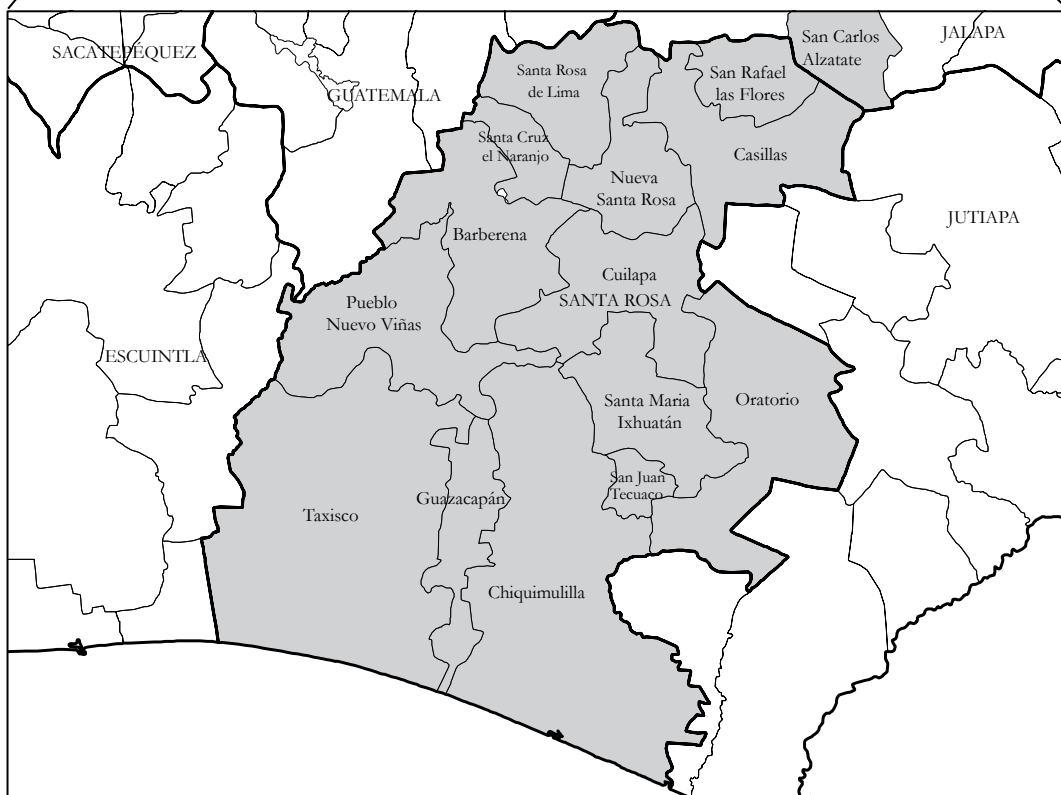 San Carlos
Alzatate
JALAPA
SACATEPÉQUEZ
Santa Rosa
de Lima
San Rafael
las Flores
GUATEMALA
Santa Cruz
el Naranjo
Casillas
Nueva
Santa Rosa
JUTIAPA
Barberena
Cuilapa
SANTA ROSA
Pueblo
Nuevo Viñas
ESCUINTLA
Santa Maria
Ixhuatán
Oratorio
San Juan
Tecuaco
Guazacapán
Taxisco
Chiquimulilla